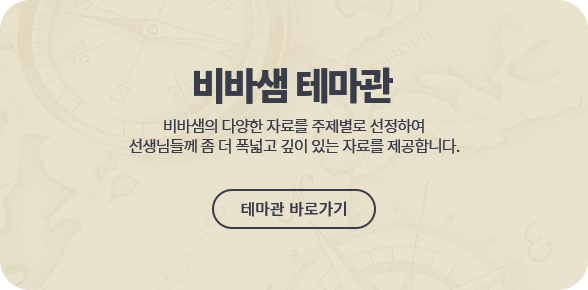 비바샘 테마관
비바샘의 다양한 자료를 주제별로 선정하여
선생님들께 좀 더 폭넓고 깊이 있는 자료를 제공합니다.
테마관 바로가기